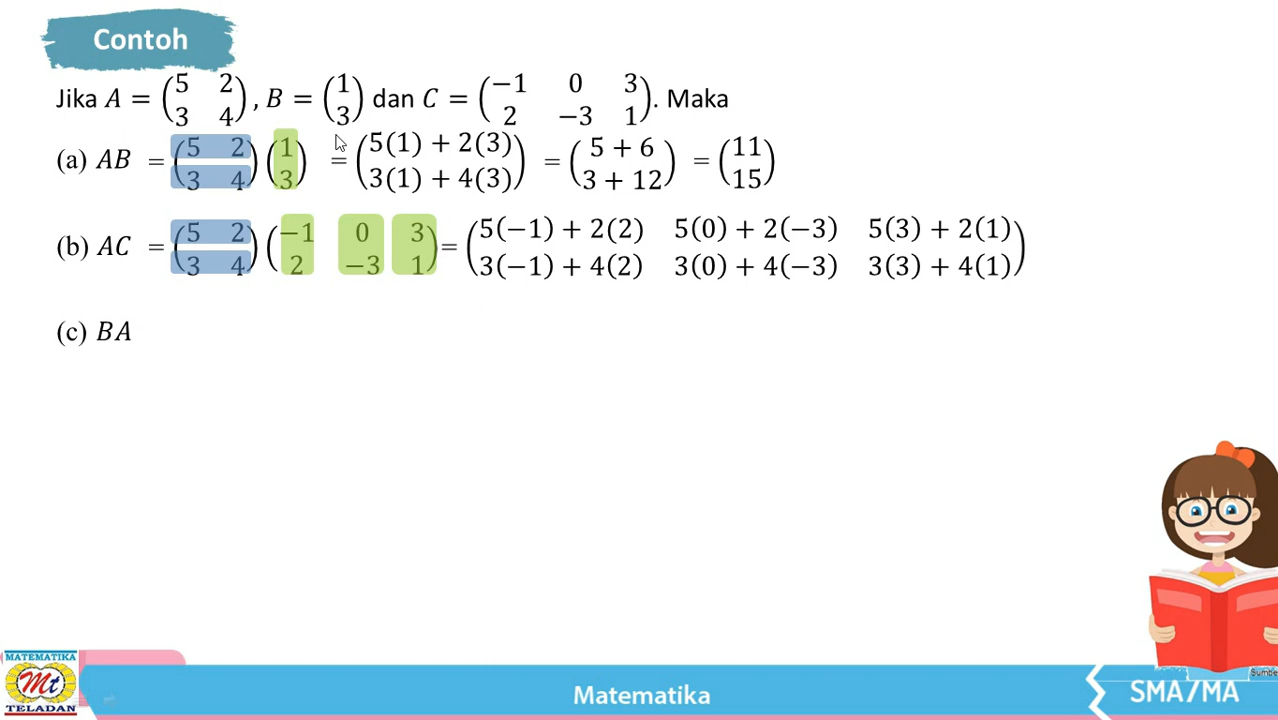 Contoh
Jika A = (5 2 3 4), B = (1 3) dan C = (−1 0 3 2 −3 1). Maka
(a) AB = (5 2 3 4)(1 3) = (5(1) + 2(3) 3(1) + 4(3)) = (5 + 6 3 + 12) = (11 15)
(b) AC = (5 2 3 4)(−1 0 3 2 −3 1) = (5(−1) + 2(2) 5(0) + 2(−3) 5(3) + 2(1) 3(−1) + 4(2) 3(0) + 4(−3) 3(3) + 4(1))
(c) BA
MATEMATIKA
Mt
TELADAN
Matematika
SMA/MA
Sumbe